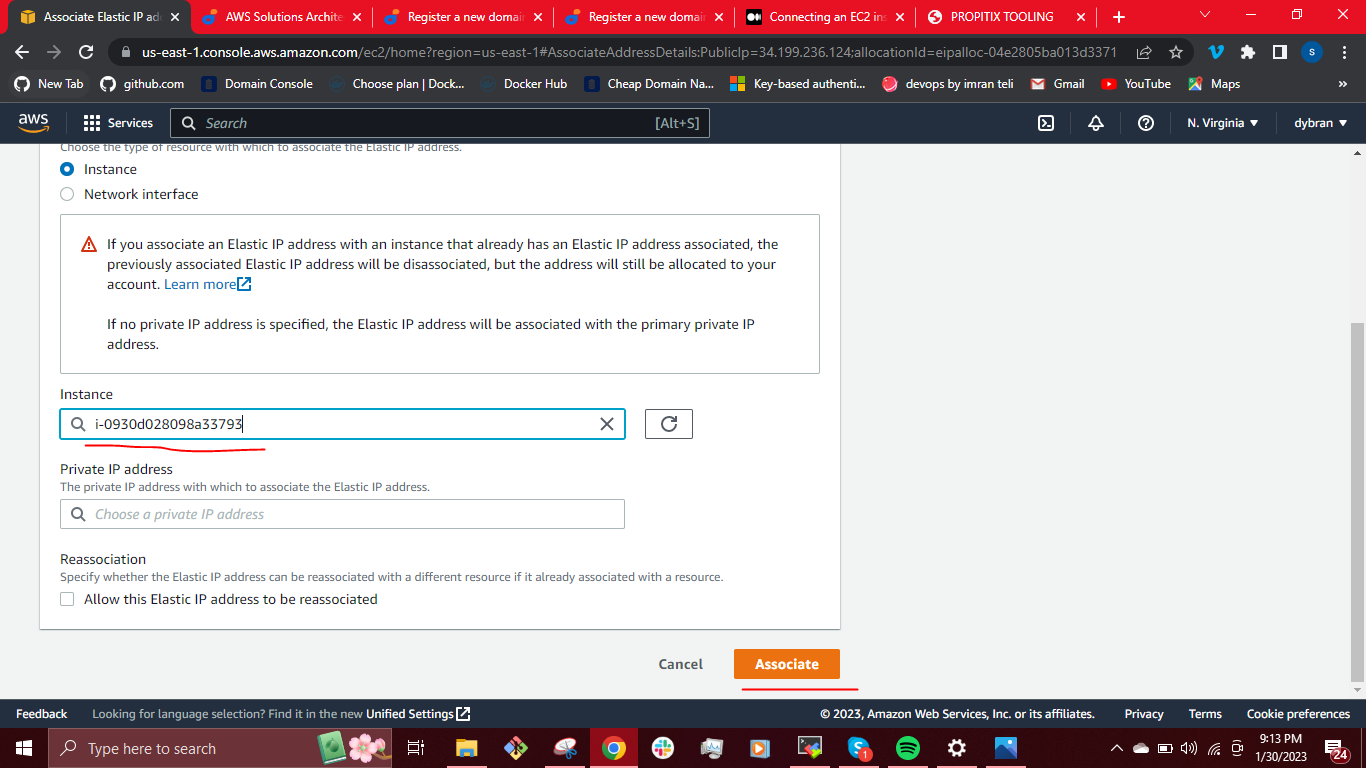 Associate Elastic IP ad
AWS Solutions Archite
Register a new domai
Register a new domai
Connecting an EC2 ins
PROPITIX TOOLING
us-east-1.console.aws.amazon.com/ec2/home?region=us-east-1#AssociateAddressDetails:PublicIp=34.199.236.124;allocationId=eipalloc-04e2805ba013d3371
S
New Tab
github.com
Domain Console
Choose plan | Dock...
Docker Hub
Cheap Domain Na...
Key-based authenti...
devops by imran teli
Gmail
YouTube
Maps
»
aws
Services
Search
[Alt+S]
N. Virginia
dybran
Choose the type of resource with which to associate the Elastic IP address.
Instance
Network interface
If you associate an Elastic IP address with an instance that already has an Elastic IP address associated, the
previously associated Elastic IP address will be disassociated, but the address will still be allocated to your
account. Learn more
If no private IP address is specified, the Elastic IP address will be associated with the primary private IP
address.
Instance
i-0930d028098a33793
Private IP address
The private IP address with which to associate the Elastic IP address.
Choose a private IP address
Reassociation
Specify whether the Elastic IP address can be reassociated with a different resource if it already associated with a resource.
Allow this Elastic IP address to be reassociated
Cancel
Associate
Feedback
Looking for language selection? Find it in the new Unified Settings
© 2023, Amazon Web Services, Inc. or its affiliates.
Privacy
Terms
Cookie preferences
Type here to search
1
9:13 PM
1/30/2023
24